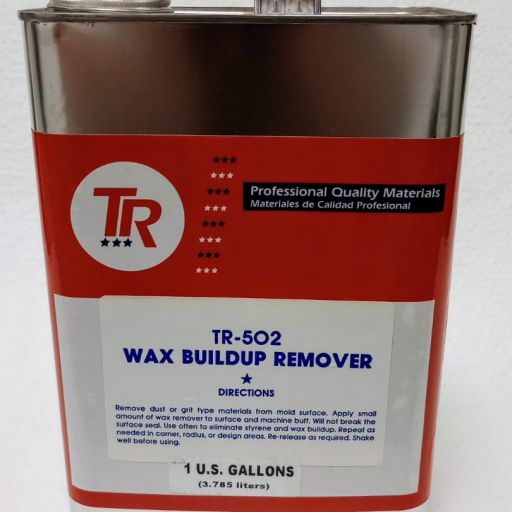 TR
Professional Quality Materials
Materiales de Calidad Profesional
TR-502
WAX BUILDUP REMOVER
DIRECTIONS
Remove dust or grit type materials from mold surface. Apply small
amount of wax remover to surface and machine buff. Will not break the
surface seal. Use often to eliminate styrene and wax buildup. Repeat as
needed in corner, radius, or design areas. Re-release as required. Shake
well before using.
1 U.S. GALLONS
(3.785 liters)